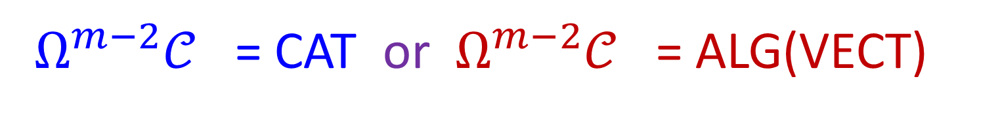 Ω^{m−2}𝒞 = CAT or Ω^{m−2}𝒞 = ALG(VECT)